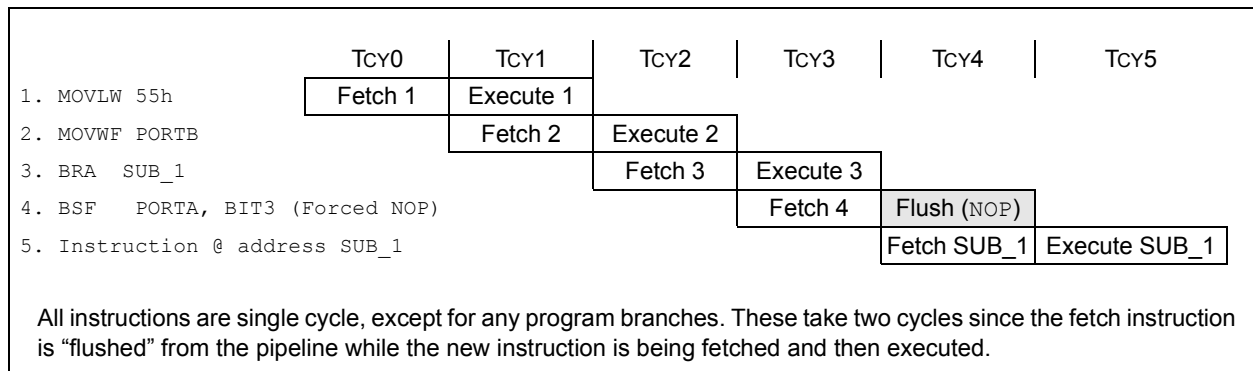 TCY0 TCY1 TCY2 TCY3 TCY4 TCY5
1. MOVLW 55h Fetch 1 Execute 1
2. MOVWF PORTB Fetch 2 Execute 2
3. BRA SUB_1 Fetch 3 Execute 3
4. BSF PORTA, BIT3 (Forced NOP) Fetch 4 Flush (NOP)
5. Instruction @ address SUB_1 Fetch SUB_1 Execute SUB_1
All instructions are single cycle, except for any program branches. These take two cycles since the fetch instruction
is “flushed” from the pipeline while the new instruction is being fetched and then executed.